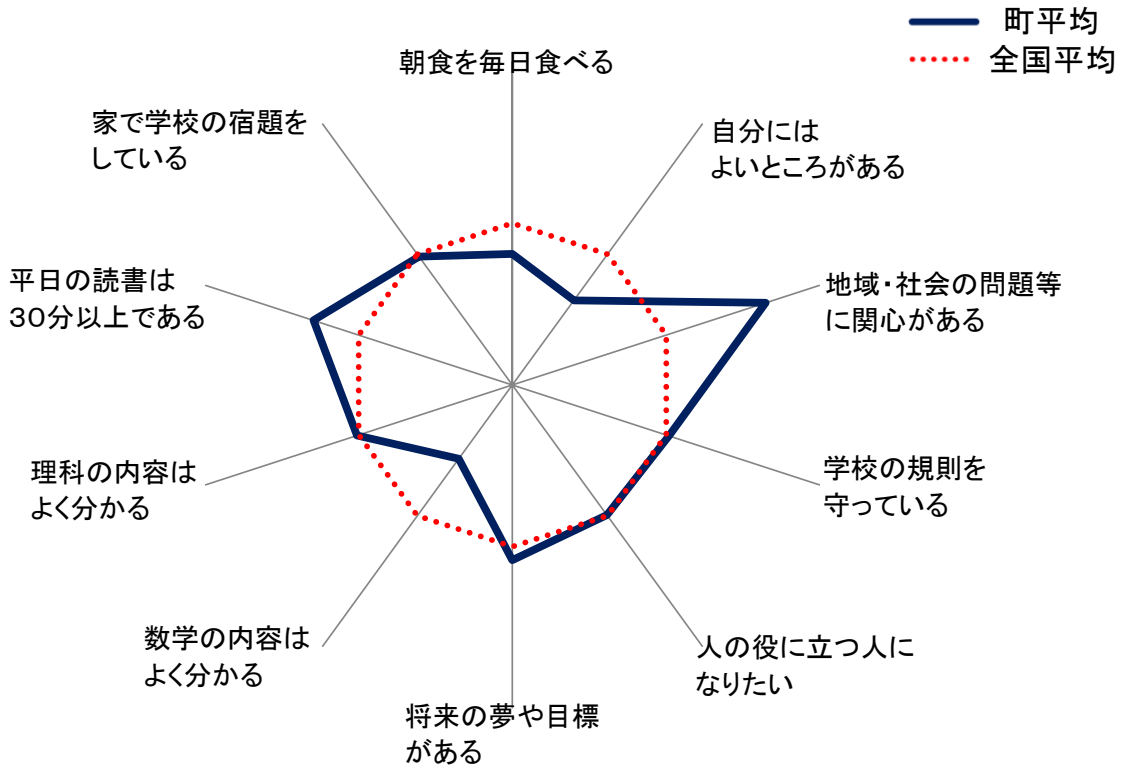 町平均
全国平均
朝食を毎日食べる
自分には
よいところがある
地域・社会の問題等
に関心がある
学校の規則を
守っている
人の役に立つ人に
なりたい
将来の夢や目標
がある
数学の内容は
よく分かる
理科の内容は
よく分かる
平日の読書は
30分以上である
家で学校の宿題を
している